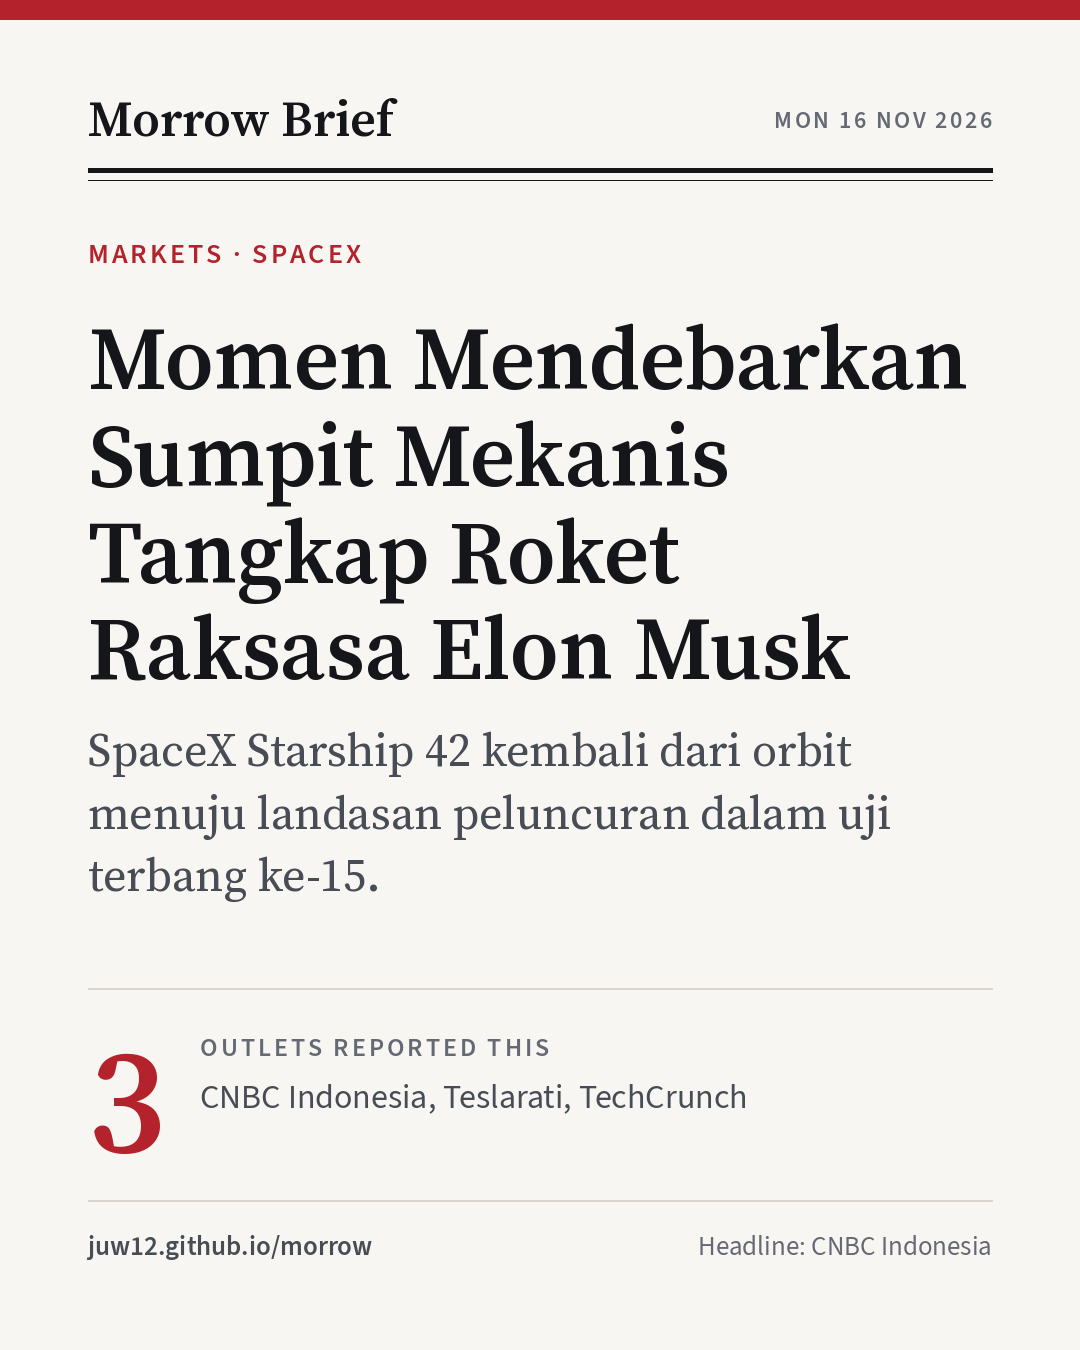 Morrow Brief
MON 16 NOV 2026
MARKETS · SPACEX
Momen Mendebarkan
Sumpit Mekanis
Tangkap Roket
Raksasa Elon Musk
SpaceX Starship 42 kembali dari orbit
menuju landasan peluncuran dalam uji
terbang ke-15.
3
OUTLETS REPORTED THIS
CNBC Indonesia, Teslarati, TechCrunch
juw12.github.io/morrow
Headline: CNBC Indonesia